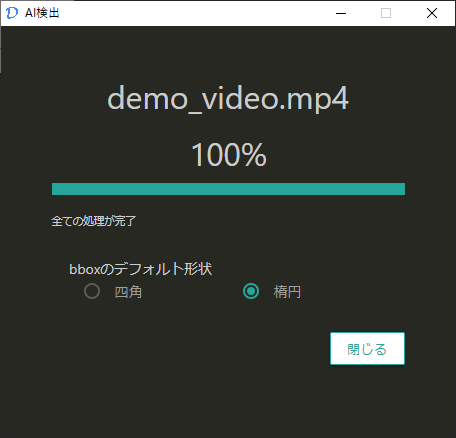 AI検出
demo_video.mp4
100%
全ての処理が完了
bboxのデフォルト形状
四角 楕円
閉じる